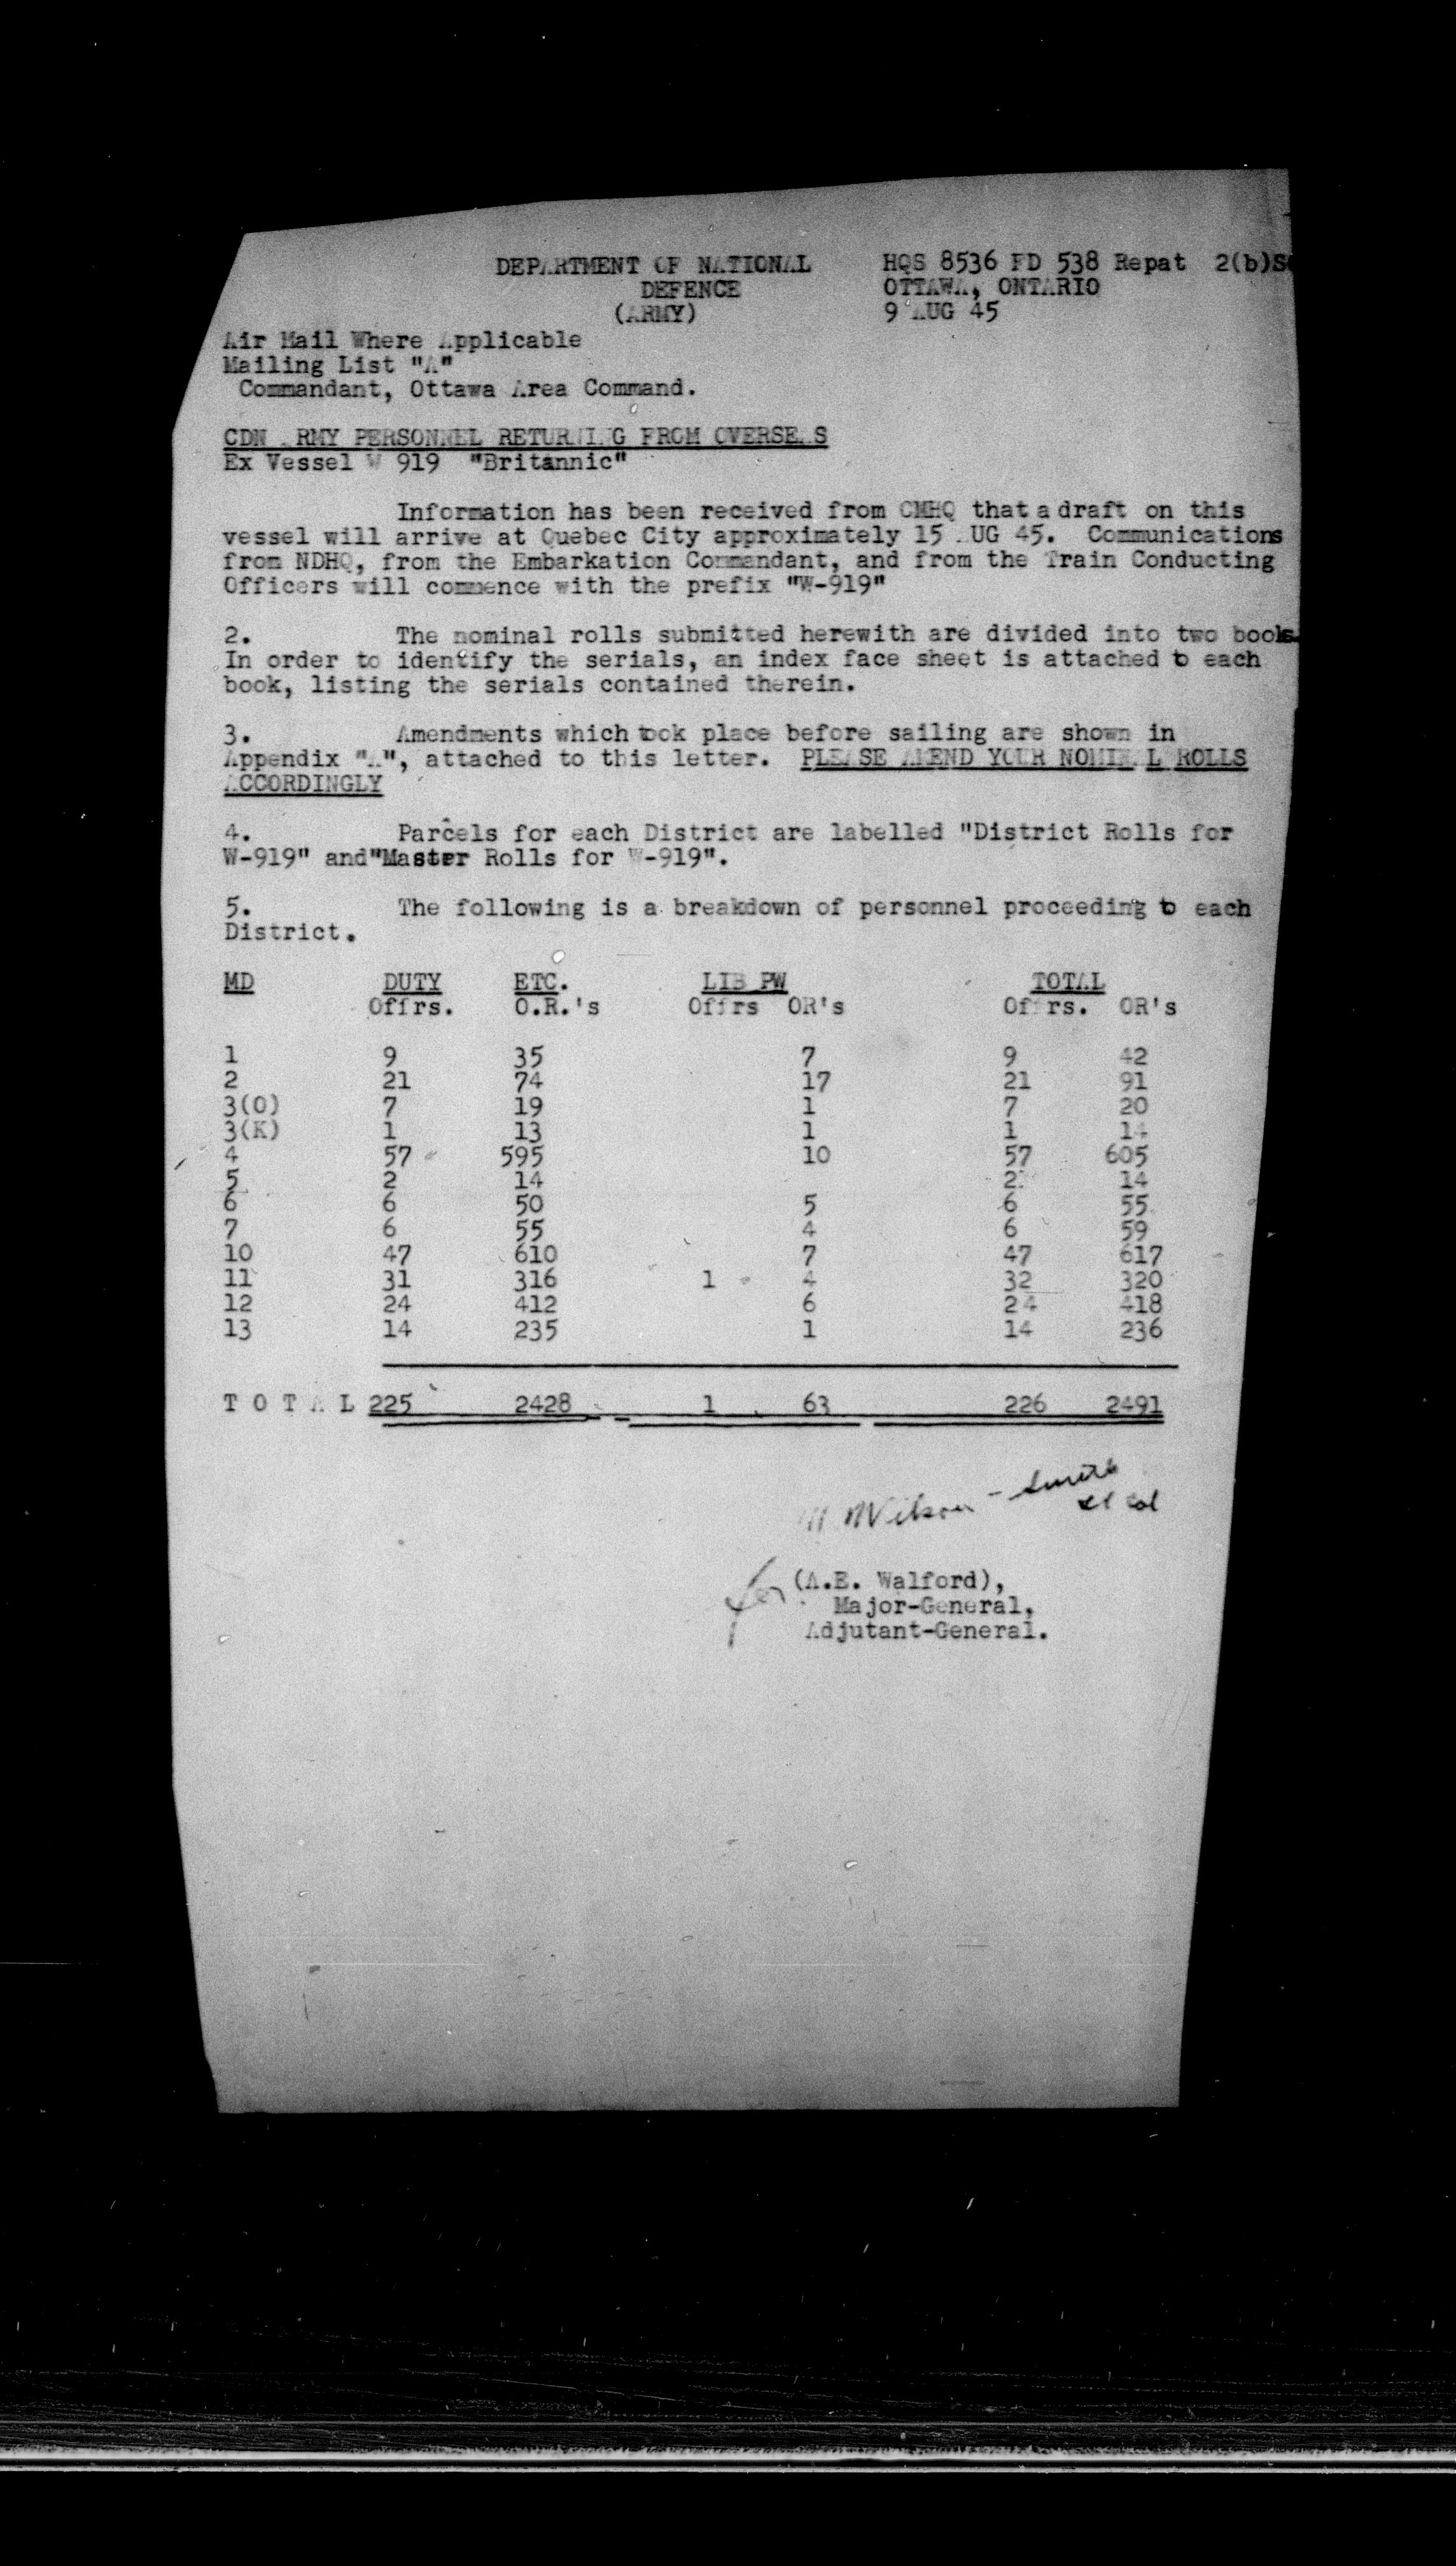 DEPARTMENT OF NATIONAL
DEFENCE
(ARMY)
HQS 8536 FD 538 Repat 2(b)
OTTAWA, ONTARIO
9 AUG 45
Air Mail Where Applicable
Mailing List "A"
Commandant, Ottawa Area Command.
CDN ARMY PERSONNEL RETURNING FROM OVERSEAS
Ex Vessel W 919 "Britannic"
Information has been received from CMHQ that a draft on this
vessel will arrive at Quebec City approximately 15 AUG 45. Communications
from NDHQ, from the Embarkation Commandant, and from the Train Conducting
Officers will commence with the prefix "W-919"
2. The nominal rolls submitted herewith are divided into two books.
In order to identify the serials, an index face sheet is attached to each
book, listing the serials contained therein.
3. Amendments which took place before sailing are shown in
Appendix "A", attached to this letter. PLEASE AMEND YOUR NOMINAL ROLLS
ACCORDINGLY
4. Parcels for each District are labelled "District Rolls for
W-919" and"Master Rolls for W-919".
5. The following is a breakdown of personnel proceeding to each
District.
MD DUTY ETC. LIB PW TOTAL
Offrs. O.R.'s Offrs OR's Offrs. OR's
1 9 35 7 9 42
2 21 74 17 21 91
3(O) 7 19 1 7 20
3(K) 1 13 1 1 14
4 57 595 10 57 605
5 2 14 2 14
6 6 50 5 6 55
7 6 55 4 6 59
10 47 610 7 47 617
11 31 316 1 4 32 320
12 24 412 6 24 418
13 14 235 1 14 236
T O T A L 225 2428 1 63 226 2491
Wilson - Smith
Lt Col
for (A.E. Walford),
Major-General,
Adjutant-General.